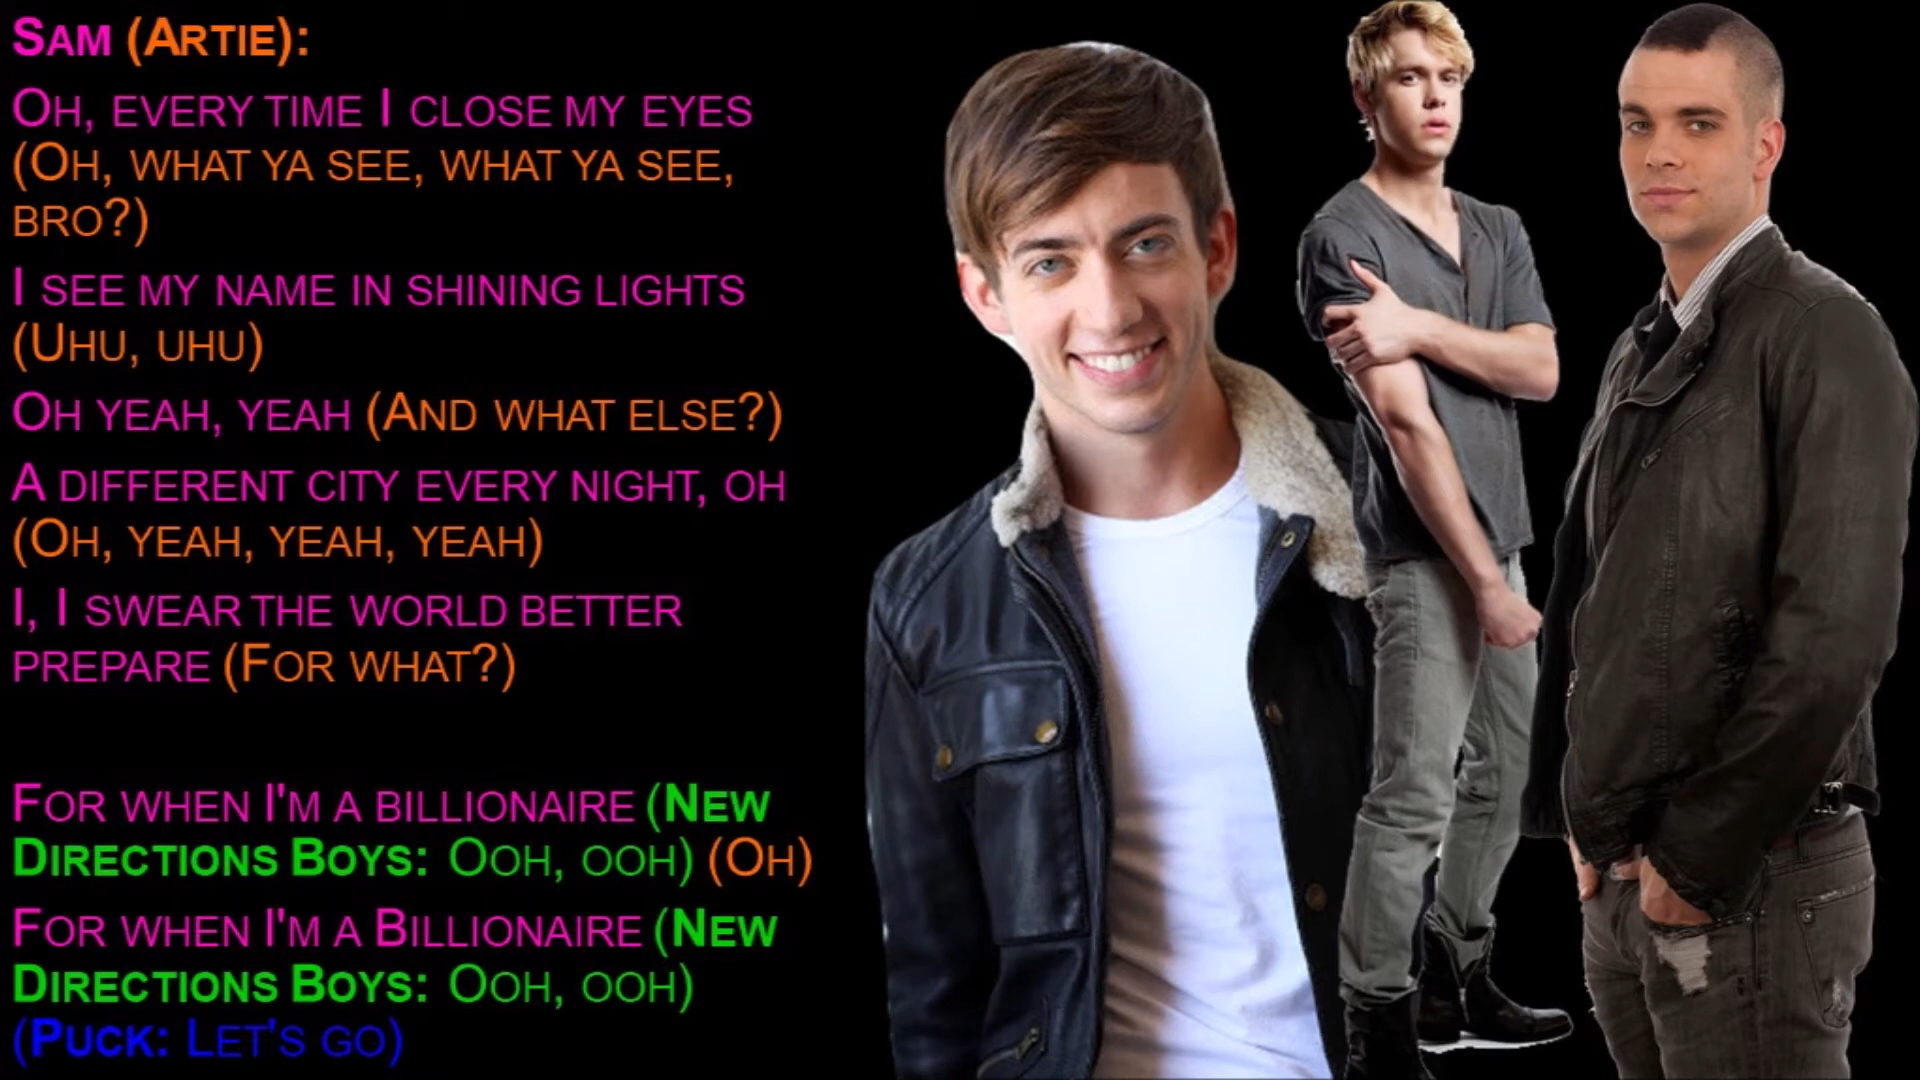 Sam (Artie):
Oh, every time I close my eyes
(Oh, what ya see, what ya see,
bro?)
I see my name in shining lights
(Uhu, uhu)
Oh yeah, yeah (And what else?)
A different city every night, oh
(Oh, yeah, yeah, yeah)
I, I swear the world better
prepare (For what?)
For when I'm a billionaire (New
Directions Boys: Ooh, ooh) (Oh)
For when I'm a Billionaire (New
Directions Boys: Ooh, ooh)
(Puck: Let's go)